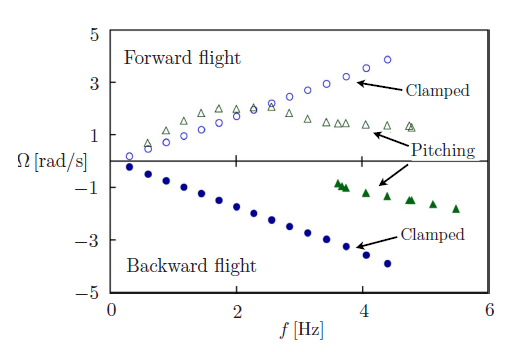 5
Forward flight
3
Clamped
1
Pitching
Ω [rad/s]
−1
−3
Clamped
Backward flight
−5
0 2 4 6
f [Hz]